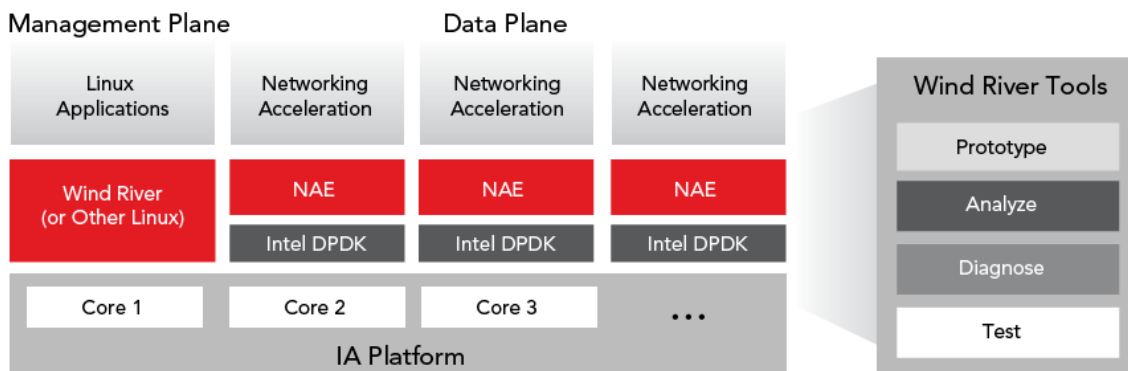 Management Plane
Data Plane
Linux
Applications
Networking
Acceleration
Networking
Acceleration
Networking
Acceleration
Wind River
(or Other Linux)
NAE
NAE
NAE
Intel DPDK
Intel DPDK
Intel DPDK
Core 1
Core 2
Core 3
...
IA Platform
Wind River Tools
Prototype
Analyze
Diagnose
Test